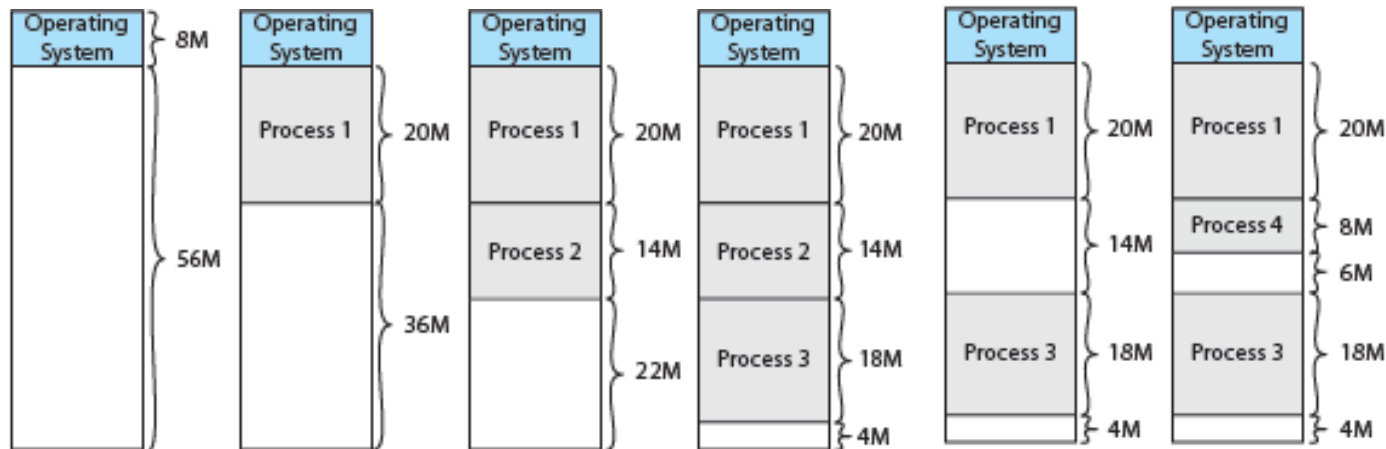 Operating
System
8M
56M
Operating
System
Process 1
20M
36M
Operating
System
Process 1
20M
Process 2
14M
22M
Operating
System
Process 1
20M
Process 2
14M
Process 3
18M
4M
Operating
System
Process 1
20M
14M
Process 3
18M
4M
Operating
System
Process 1
20M
Process 4
8M
6M
Process 3
18M
4M